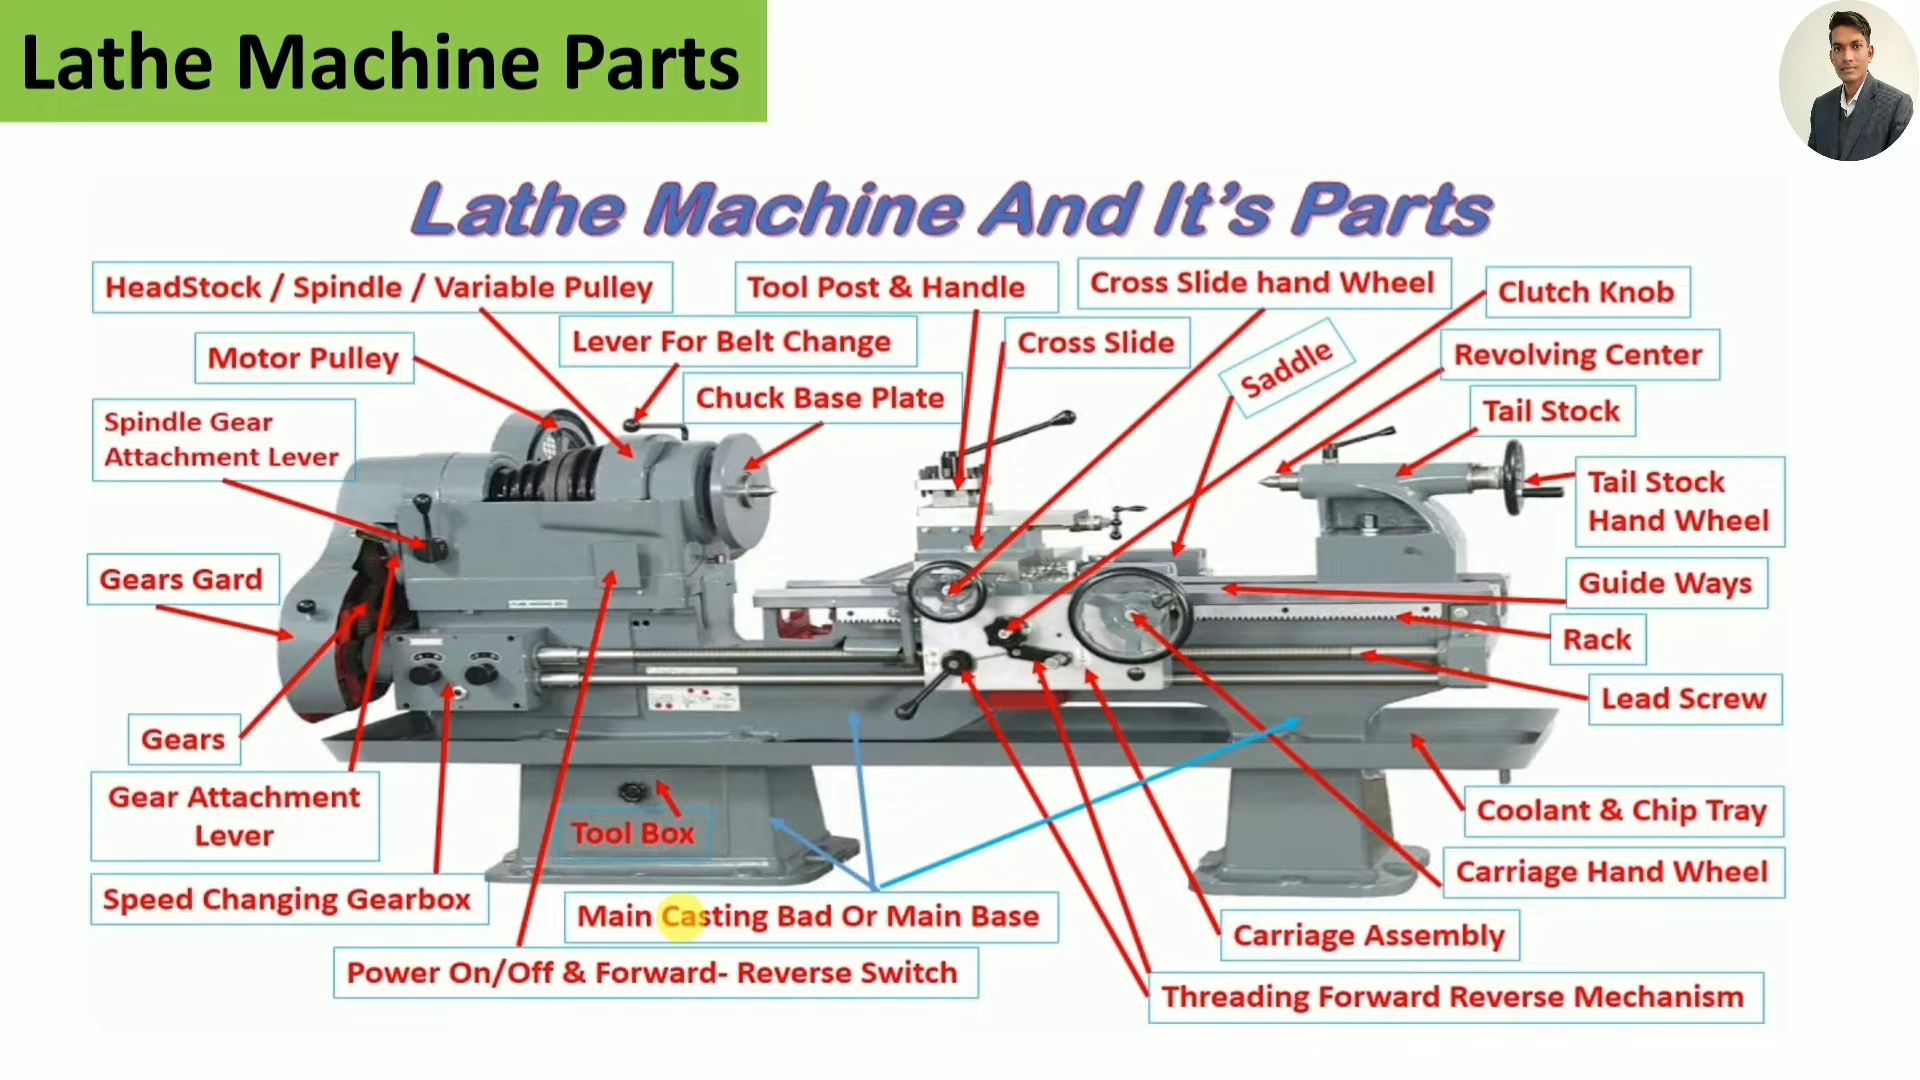 Lathe Machine Parts
Lathe Machine And It's Parts
HeadStock / Spindle / Variable Pulley
Tool Post & Handle
Cross Slide hand Wheel
Clutch Knob
Motor Pulley
Lever For Belt Change
Cross Slide
Saddle
Revolving Center
Chuck Base Plate
Tail Stock
Spindle Gear
Attachment Lever
Tail Stock
Hand Wheel
Gears Gard
Guide Ways
Rack
Lead Screw
Gears
Gear Attachment
Lever
Tool Box
Coolant & Chip Tray
Carriage Hand Wheel
Speed Changing Gearbox
Main Casting Bad Or Main Base
Carriage Assembly
Power On/Off & Forward- Reverse Switch
Threading Forward Reverse Mechanism